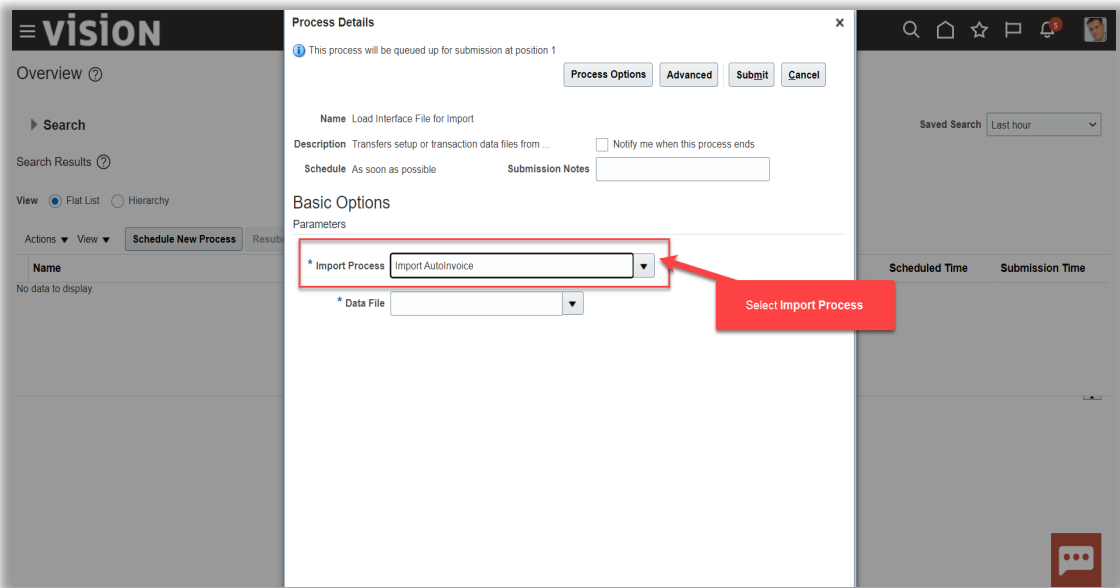 vision
5
Overview
Search
Saved Search Last hour
Search Results
View Flat List Hierarchy
Actions View Schedule New Process Resub
Name Scheduled Time Submission Time
No data to display.
Process Details
This process will be queued up for submission at position 1
Process Options Advanced Submit Cancel
Name Load Interface File for Import
Description Transfers setup or transaction data files from ... Notify me when this process ends
Schedule As soon as possible Submission Notes
Basic Options
Parameters
* Import Process Import AutoInvoice
* Data File
Select Import Process